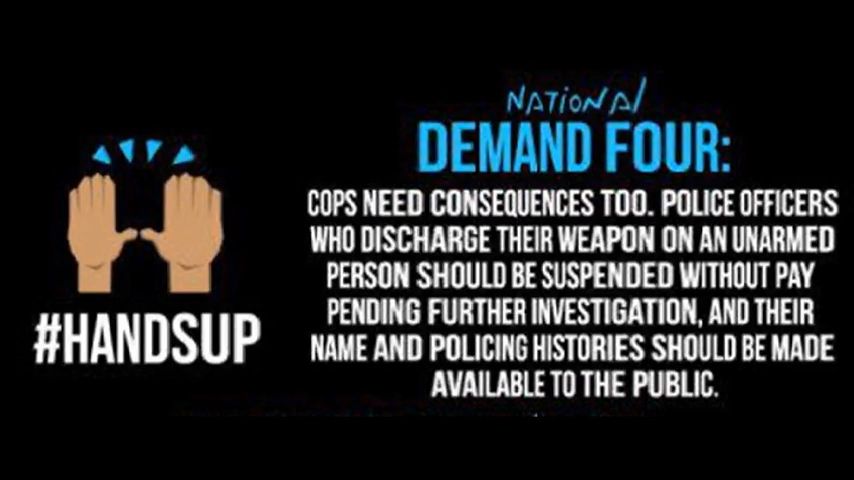 #HANDSUP
NATIONAL
DEMAND FOUR:
COPS NEED CONSEQUENCES TOO. POLICE OFFICERS
WHO DISCHARGE THEIR WEAPON ON AN UNARMED
PERSON SHOULD BE SUSPENDED WITHOUT PAY
PENDING FURTHER INVESTIGATION, AND THEIR
NAME AND POLICING HISTORIES SHOULD BE MADE
AVAILABLE TO THE PUBLIC.